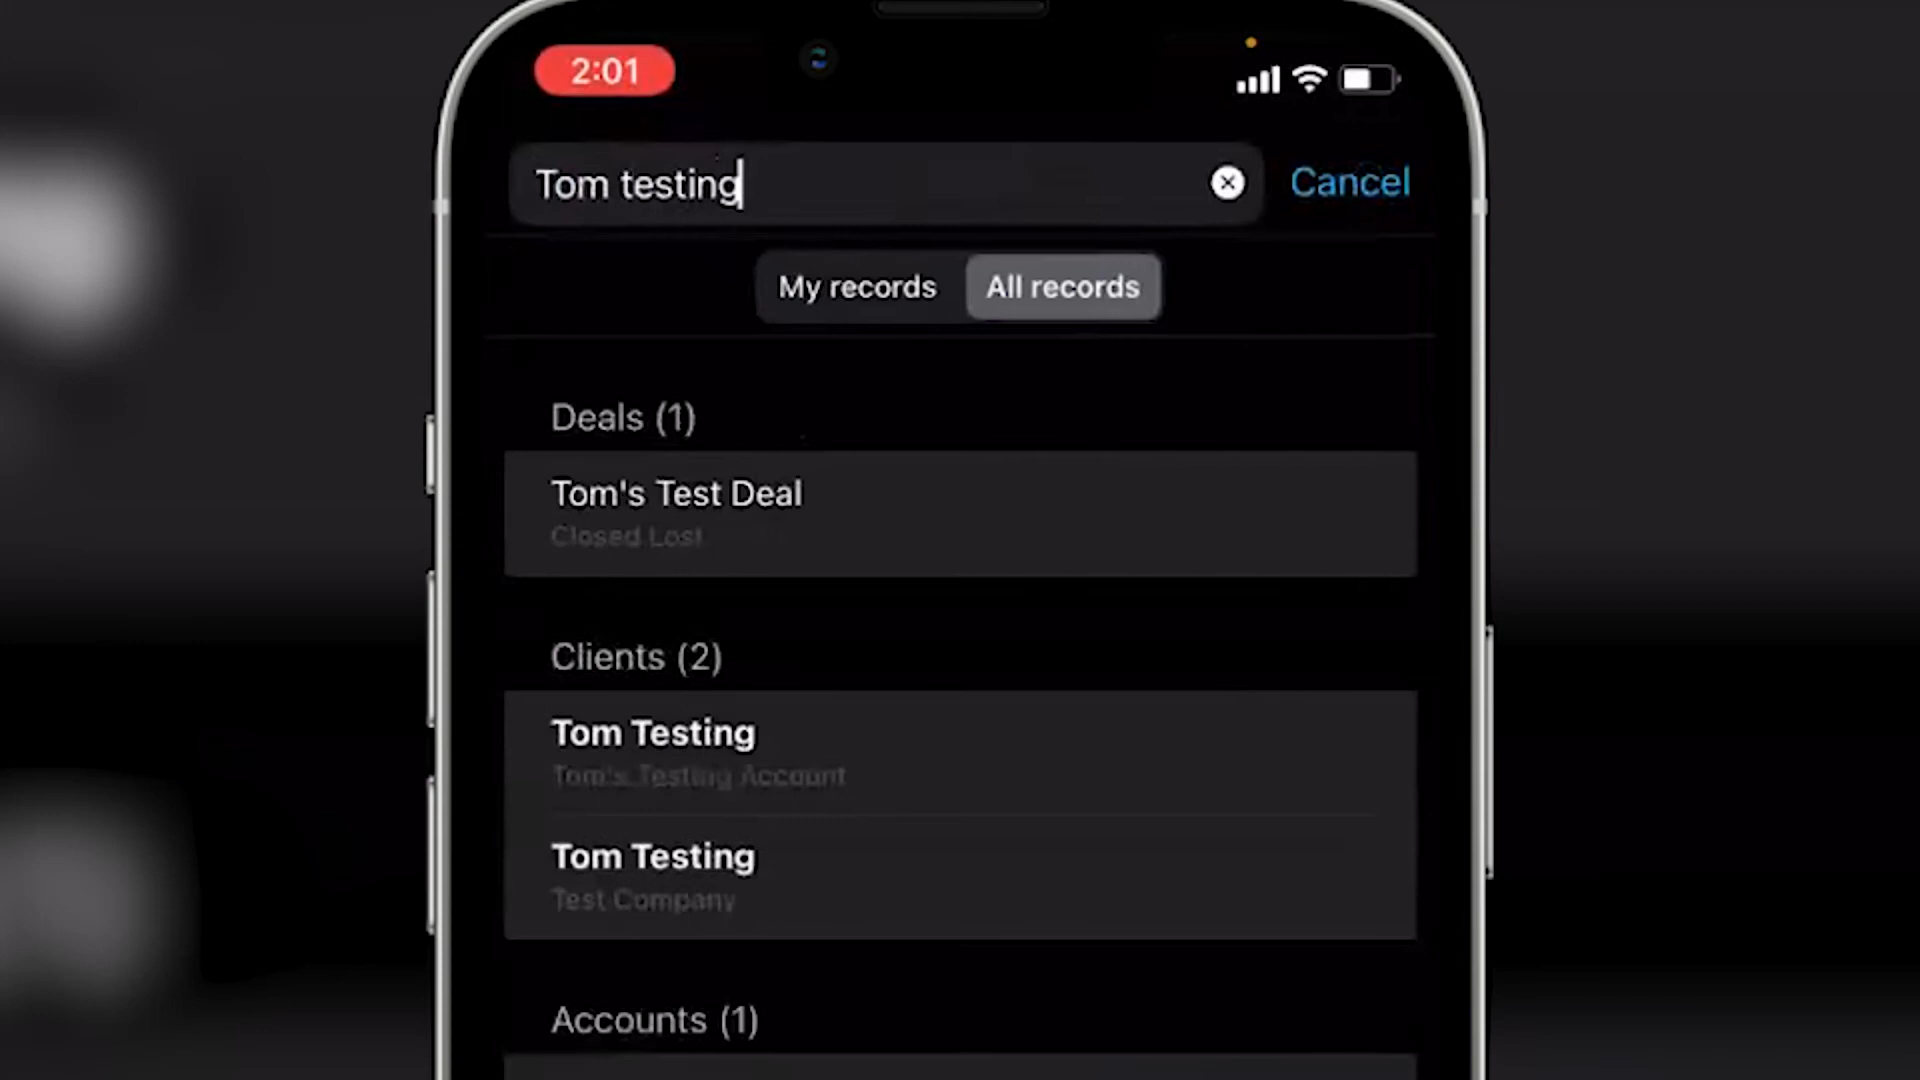 2:01
Tom testing
Cancel
My records
All records
Deals (1)
Tom's Test Deal
Closed Lost
Clients (2)
Tom Testing
Tom's Testing Account
Tom Testing
Test Company
Accounts (1)